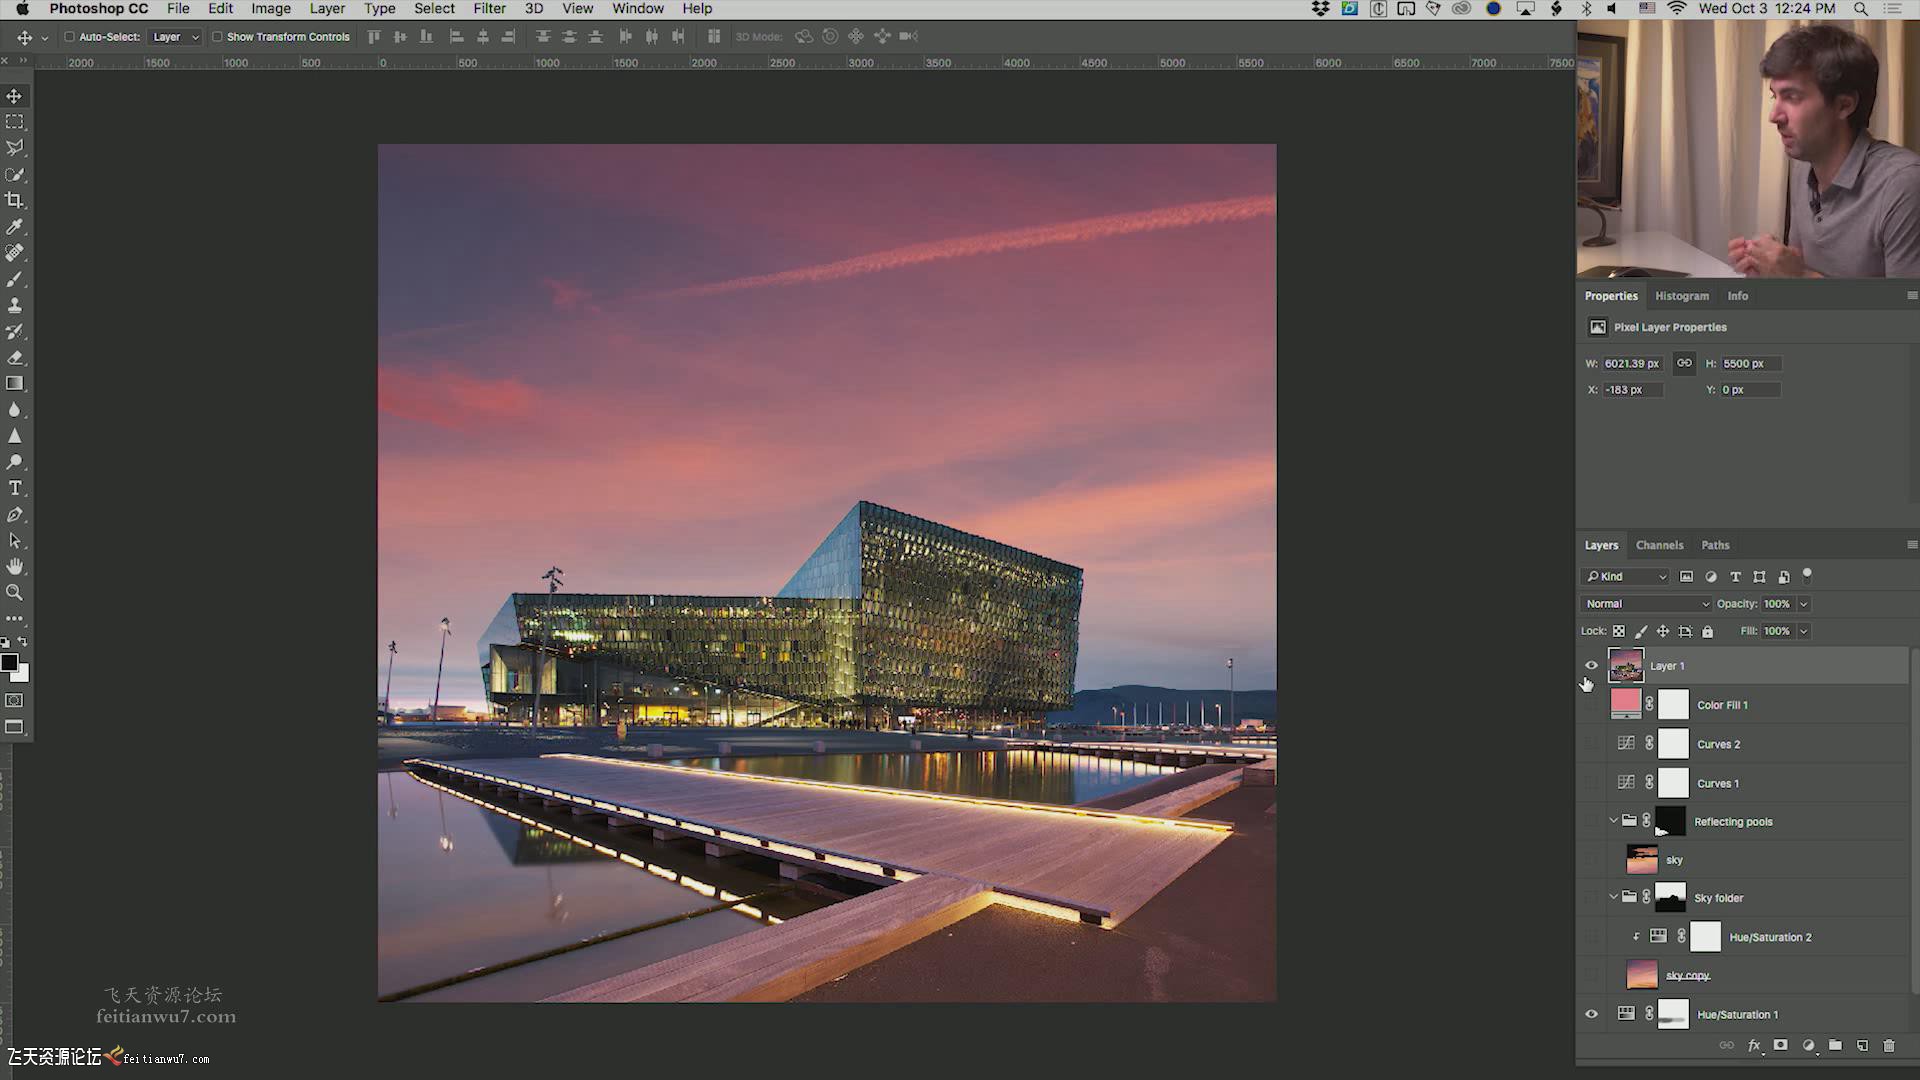 Photoshop CC File Edit Image Layer Type Select Filter 3D View Window Help Wed Oct 3 12:24 PM
Auto-Select: Layer Show Transform Controls 3D Mode:
2000 1500 1000 500 0 500 1000 1500 2000 2500 3000 3500 4000 4500 5000 5500 6000 6500 7000 7500
Properties Histogram Info
Pixel Layer Properties
W: 6021.39 px H: 5500 px
X: -183 px Y: 0 px
Layers Channels Paths
Kind
Normal Opacity: 100%
Lock: Fill: 100%
Layer 1
Color Fill 1
Curves 2
Curves 1
Reflecting pools
sky
Sky folder
Hue/Saturation 2
sky copy
Hue/Saturation 1
fx
飞天资源论坛
feitianwu7.com
飞天资源论坛 feitianwu7.com